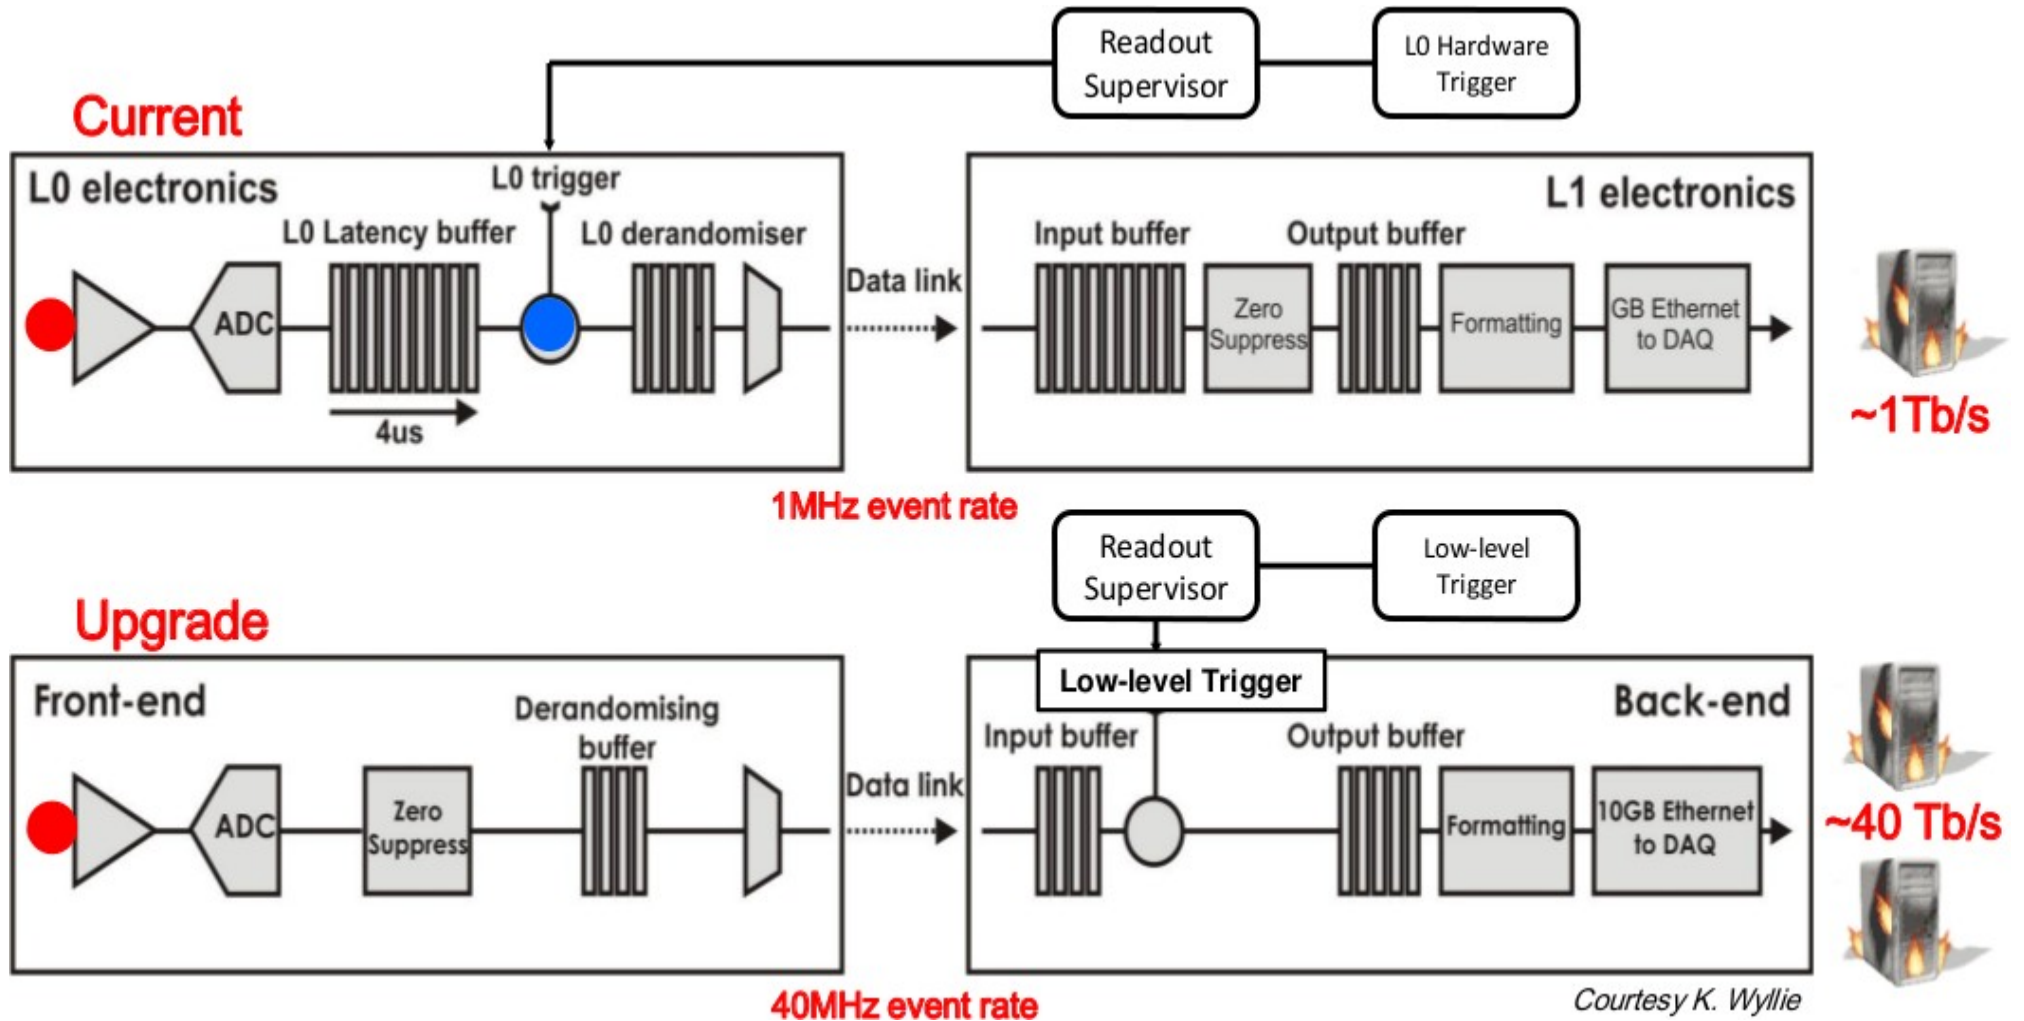 Readout
Supervisor
L0 Hardware
Trigger
Current
L0 electronics
L0 trigger
L0 Latency buffer
L0 derandomiser
ADC
4us
Data link
L1 electronics
Input buffer
Output buffer
Zero
Suppress
Formatting
GB Ethernet
to DAQ
~1Tb/s
1MHz event rate
Readout
Supervisor
Low-level
Trigger
Upgrade
Front-end
Derandomising
buffer
ADC
Zero
Suppress
Data link
Low-level Trigger
Back-end
Input buffer
Output buffer
Formatting
10GB Ethernet
to DAQ
~40 Tb/s
40MHz event rate
Courtesy K. Wyllie